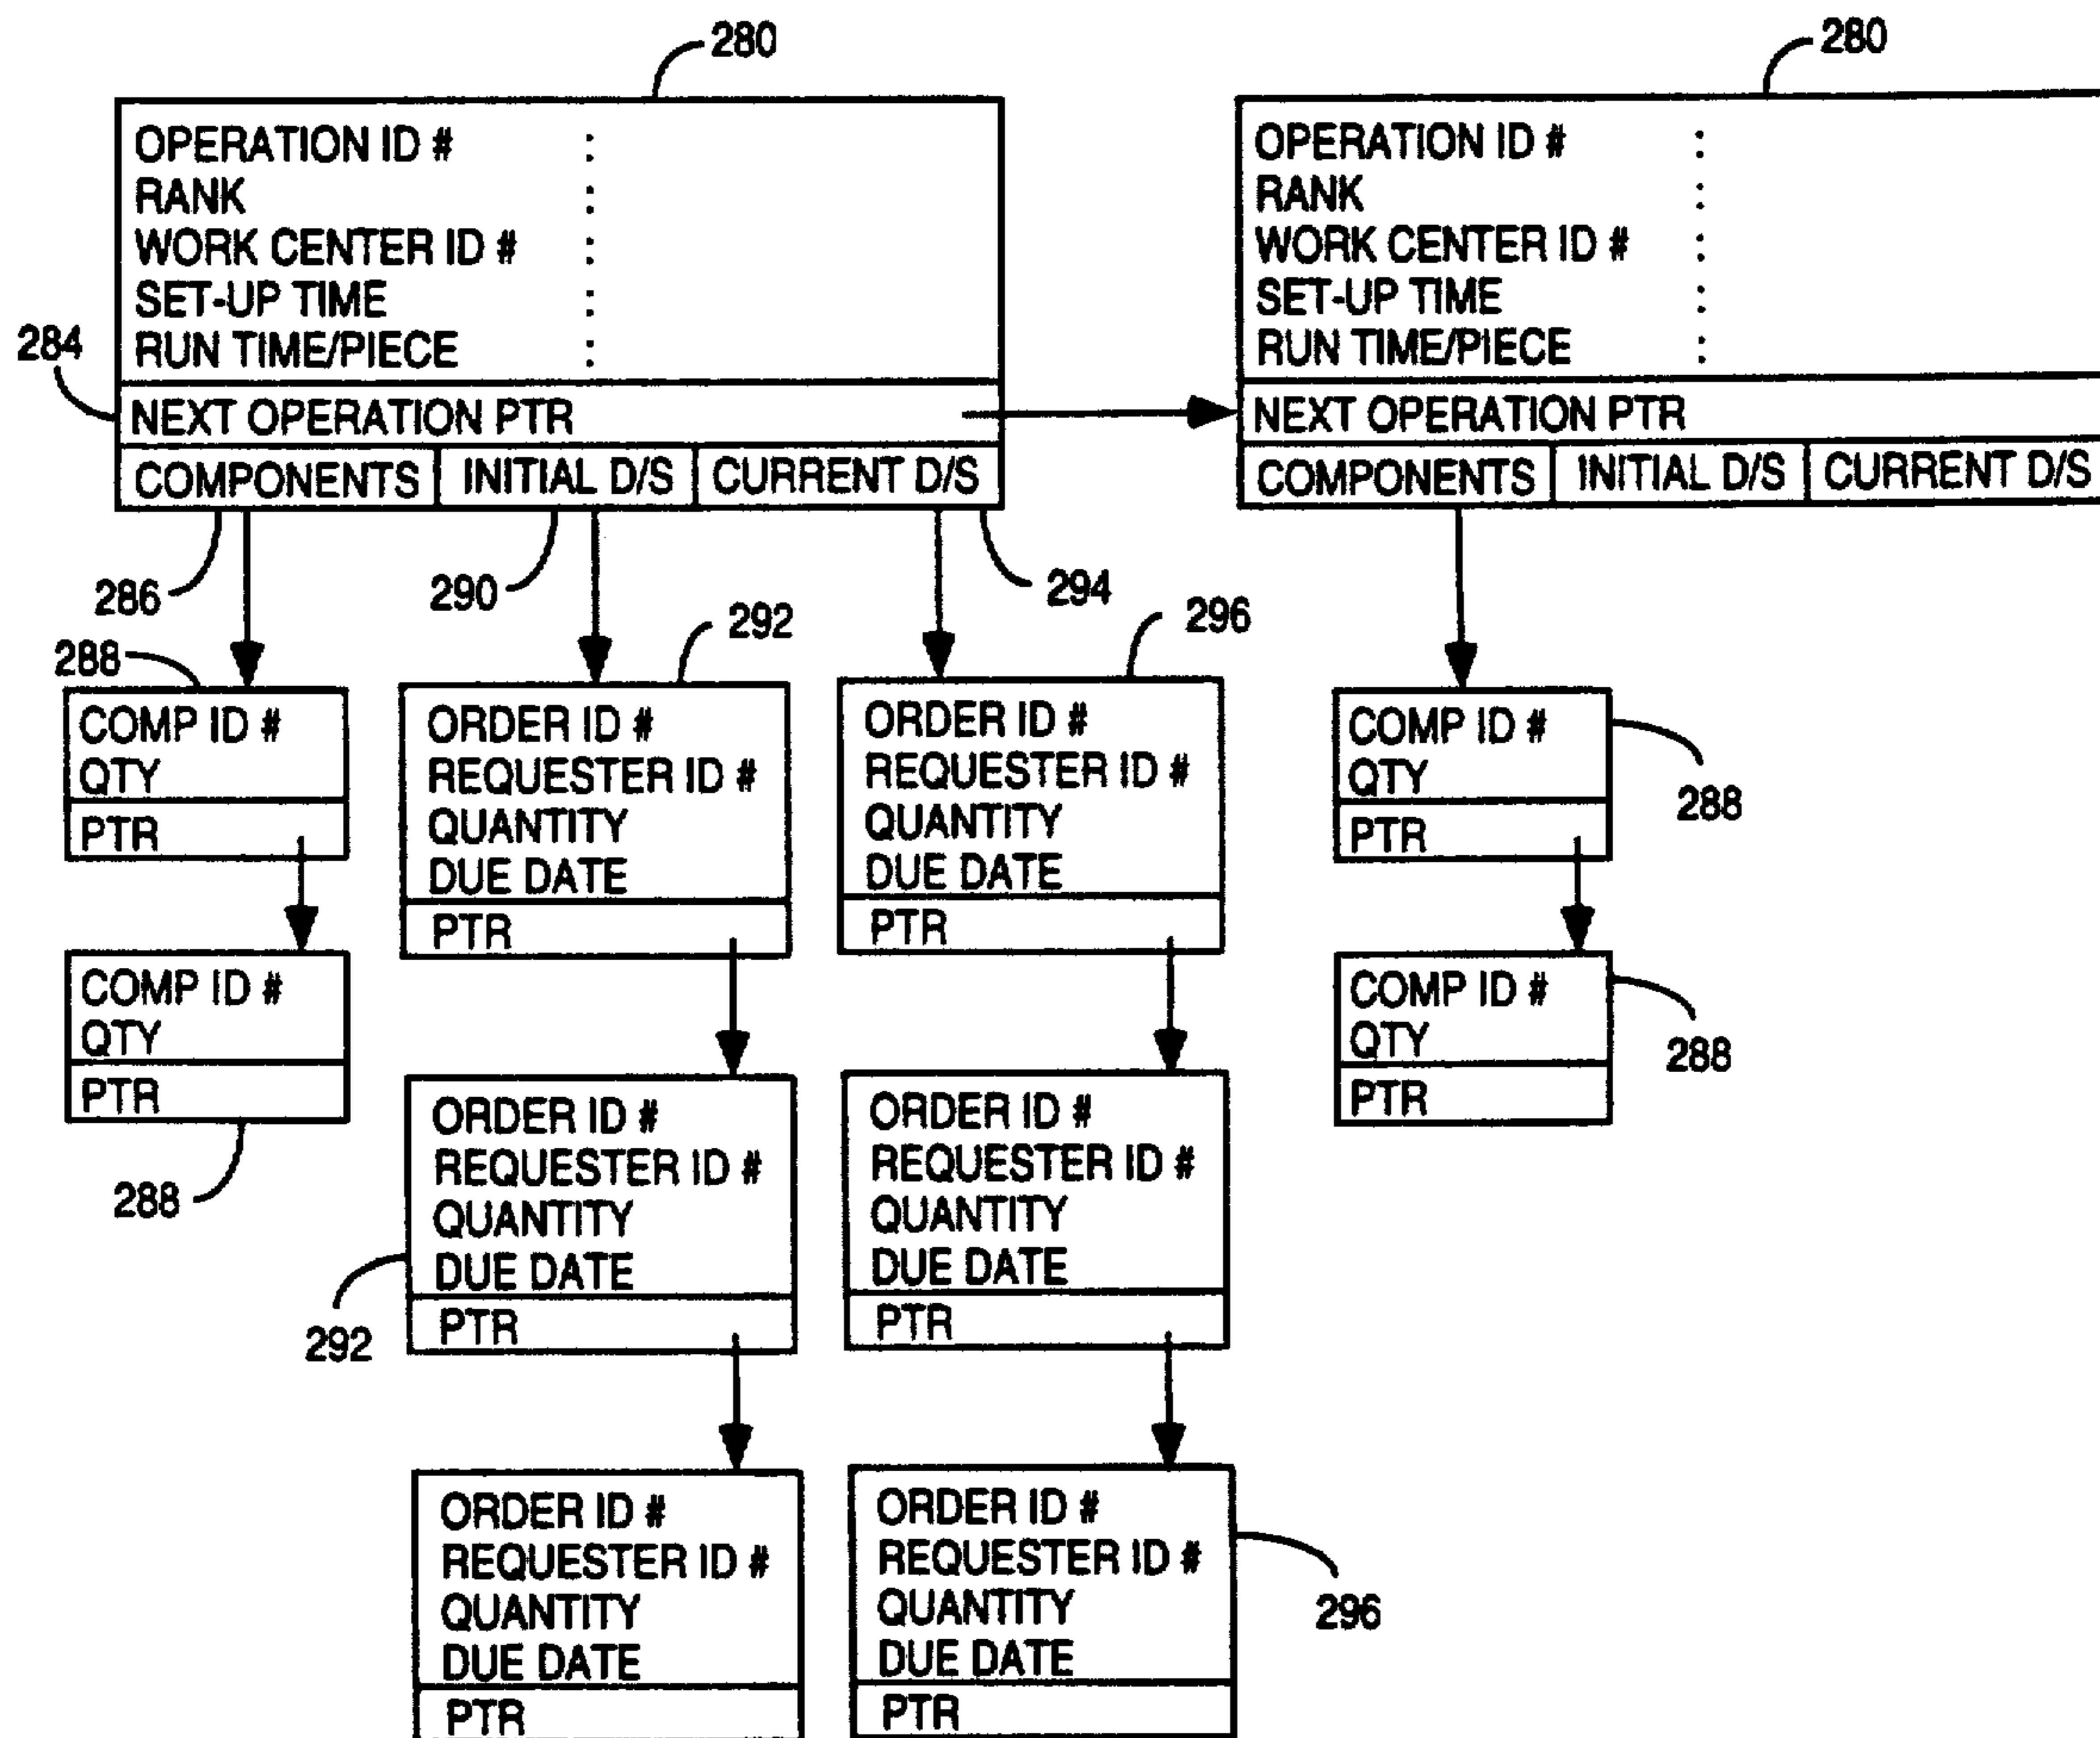 280
OPERATION ID # :
RANK :
WORK CENTER ID # :
SET-UP TIME :
RUN TIME/PIECE :
284
NEXT OPERATION PTR
COMPONENTS INITIAL D/S CURRENT D/S
280
OPERATION ID # :
RANK :
WORK CENTER ID # :
SET-UP TIME :
RUN TIME/PIECE :
NEXT OPERATION PTR
COMPONENTS INITIAL D/S CURRENT D/S
286
290
294
288
COMP ID #
QTY
PTR
COMP ID #
QTY
PTR
288
292
ORDER ID #
REQUESTER ID #
QUANTITY
DUE DATE
PTR
ORDER ID #
REQUESTER ID #
QUANTITY
DUE DATE
PTR
292
ORDER ID #
REQUESTER ID #
QUANTITY
DUE DATE
PTR
296
ORDER ID #
REQUESTER ID #
QUANTITY
DUE DATE
PTR
ORDER ID #
REQUESTER ID #
QUANTITY
DUE DATE
PTR
ORDER ID #
REQUESTER ID #
QUANTITY
DUE DATE
PTR
296
COMP ID #
QTY
PTR
288
COMP ID #
QTY
PTR
288